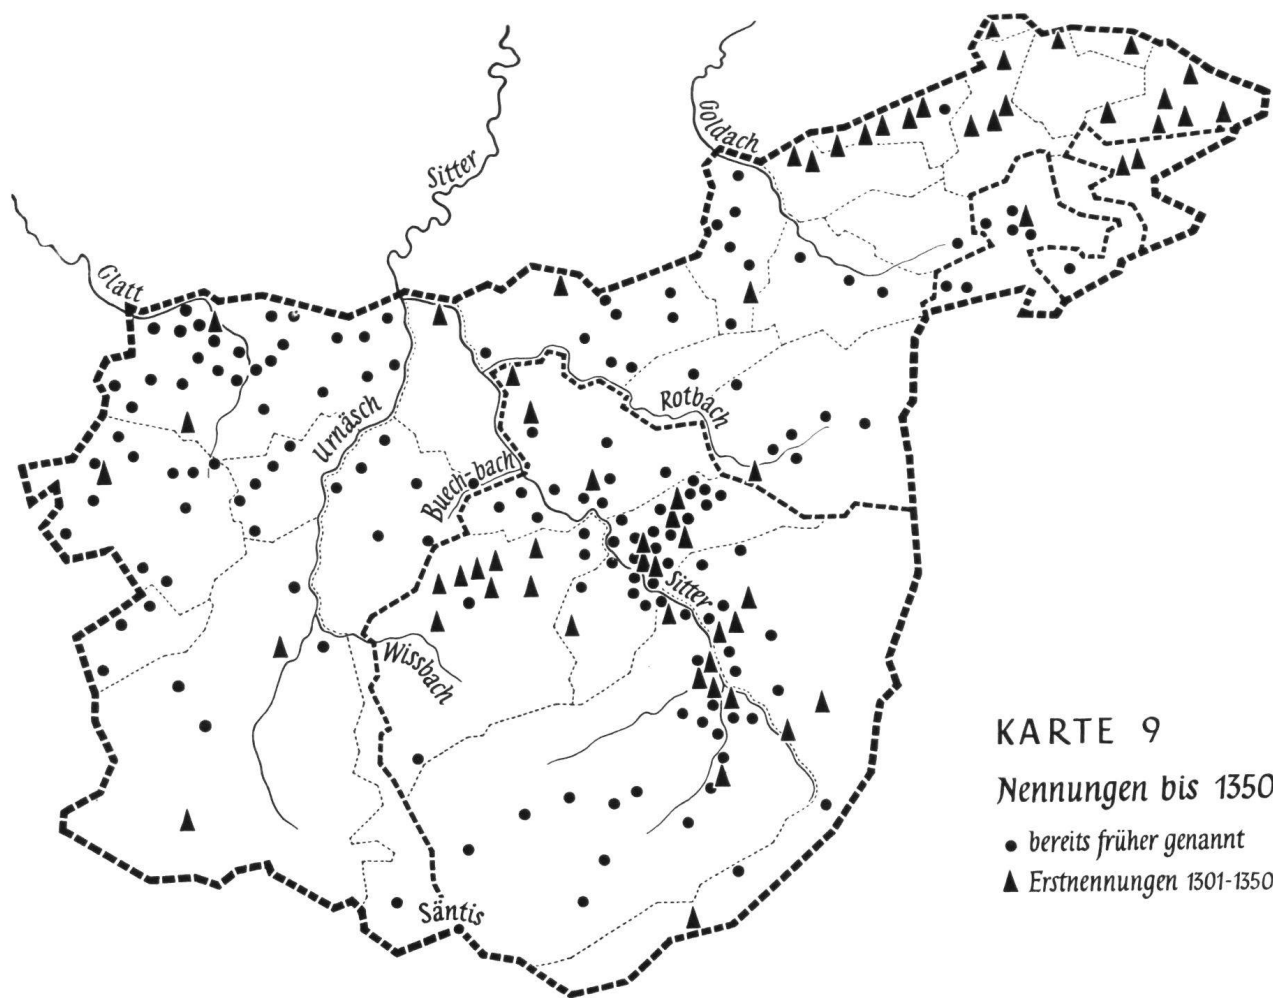 Sitter
Goldach
Glatt
Urnäsch
Rotbach
Buech-bach
Sitter
Wissbach
Säntis
KARTE 9
Nennungen bis 1350
bereits früher genannt
Erstnennungen 1301-1350